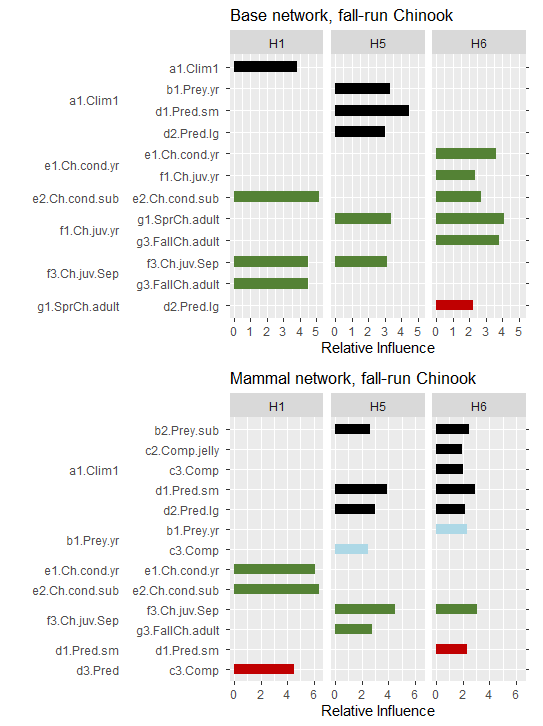 Base network, fall-run Chinook
H1 H5 H6
a1.Clim1
a1.Clim1 b1.Prey.yr
d1.Pred.sm
d2.Pred.lg
e1.Ch.cond.yr e1.Ch.cond.yr
f1.Ch.juv.yr
e2.Ch.cond.sub e2.Ch.cond.sub
f1.Ch.juv.yr g1.SprCh.adult
g3.FallCh.adult
f3.Ch.juv.Sep f3.Ch.juv.Sep
g3.FallCh.adult
g1.SprCh.adult d2.Pred.lg
0 1 2 3 4 5 0 1 2 3 4 5 0 1 2 3 4 5
Relative Influence
Mammal network, fall-run Chinook
H1 H5 H6
b2.Prey.sub
c2.Comp.jelly
a1.Clim1 c3.Comp
d1.Pred.sm
d2.Pred.lg
b1.Prey.yr b1.Prey.yr
c3.Comp
e1.Ch.cond.yr e1.Ch.cond.yr
e2.Ch.cond.sub e2.Ch.cond.sub
f3.Ch.juv.Sep f3.Ch.juv.Sep
g3.FallCh.adult
d1.Pred.sm d1.Pred.sm
d3.Pred c3.Comp
0 2 4 6 0 2 4 6 0 2 4 6
Relative Influence